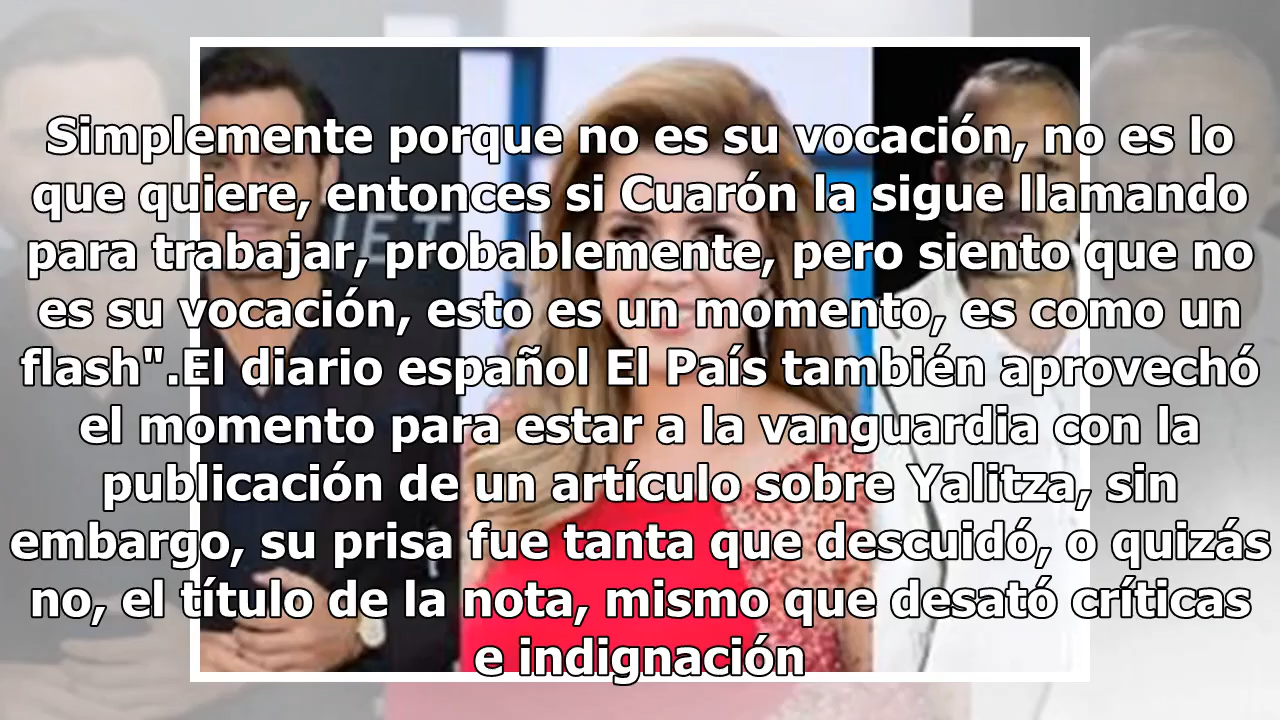 Simplemente porque no es su vocación, no es lo
que quiere, entonces si Cuarón la sigue llamando
para trabajar, probablemente, pero siento que no
es su vocación, esto es un momento, es como un
flash".El diario español El País también aprovechó
el momento para estar a la vanguardia con la
publicación de un artículo sobre Yalitza, sin
embargo, su prisa fue tanta que descuidó, o quizás
no, el título de la nota, mismo que desató críticas
e indignación